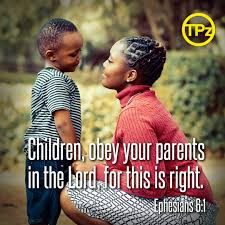 TPz
Children, obey your parents
in the Lord, for this is right.
Ephesians 6:1